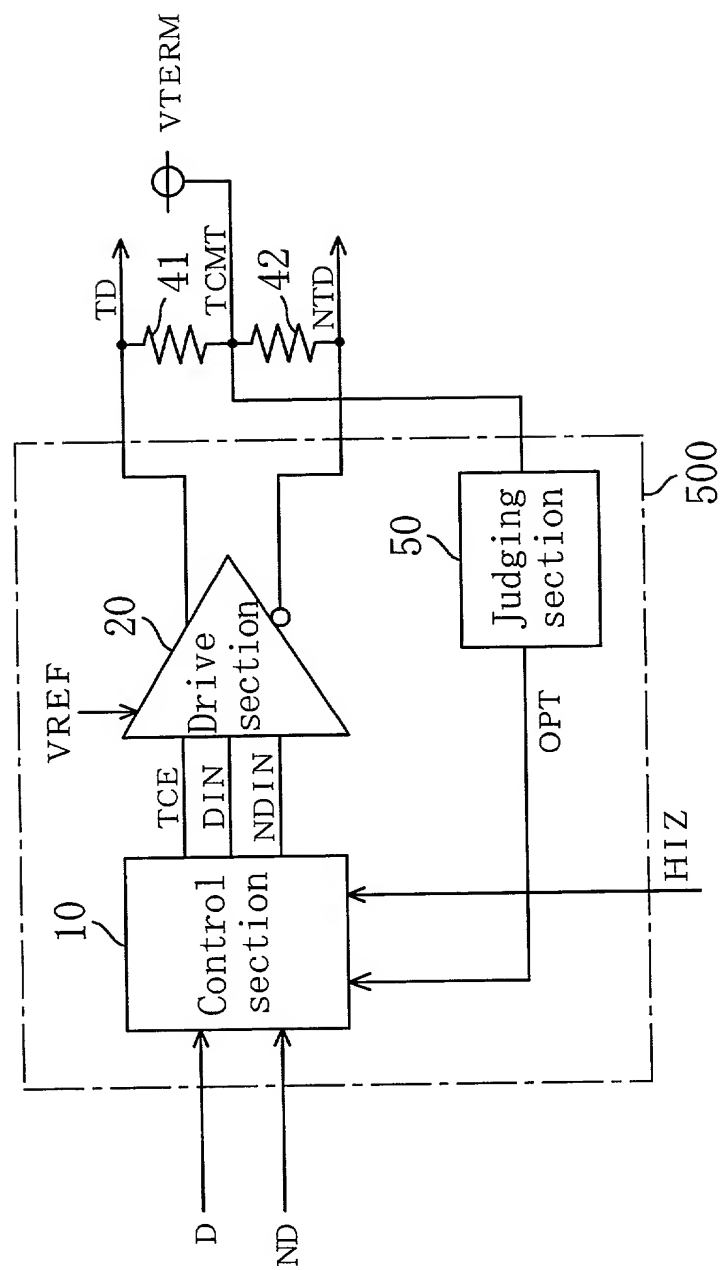 D
ND
10
Control
section
TCE
DIN
NDIN
VREF
20
Drive
section
TD
41
TCMT
42
NTD
VTERM
50
Judging
section
OPT
HIZ
500